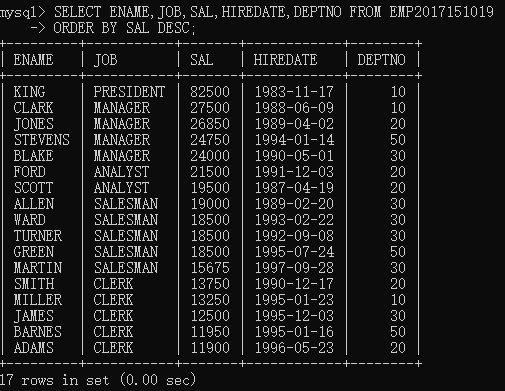 mysql> SELECT ENAME,JOB,SAL,HIREDATE,DEPTNO FROM EMP2017151019
-> ORDER BY SAL DESC;
+----------+-----------+-------+------------+--------+
| ENAME | JOB | SAL | HIREDATE | DEPTNO |
+----------+-----------+-------+------------+--------+
| KING | PRESIDENT | 82500 | 1983-11-17 | 10 |
| CLARK | MANAGER | 27500 | 1988-06-09 | 10 |
| JONES | MANAGER | 26850 | 1989-04-02 | 20 |
| STEVENS | MANAGER | 24750 | 1994-01-14 | 50 |
| BLAKE | MANAGER | 24000 | 1990-05-01 | 30 |
| FORD | ANALYST | 21500 | 1991-12-03 | 20 |
| SCOTT | ANALYST | 19500 | 1987-04-19 | 20 |
| ALLEN | SALESMAN | 19000 | 1989-02-20 | 30 |
| WARD | SALESMAN | 18500 | 1993-02-22 | 30 |
| TURNER | SALESMAN | 18500 | 1992-09-08 | 30 |
| GREEN | SALESMAN | 18500 | 1995-07-24 | 50 |
| MARTIN | SALESMAN | 15675 | 1997-09-28 | 30 |
| SMITH | CLERK | 13750 | 1990-12-17 | 20 |
| MILLER | CLERK | 13250 | 1995-01-23 | 10 |
| JAMES | CLERK | 12500 | 1995-12-03 | 30 |
| BARNES | CLERK | 11950 | 1995-01-16 | 50 |
| ADAMS | CLERK | 11900 | 1996-05-23 | 20 |
+----------+-----------+-------+------------+--------+
17 rows in set (0.00 sec)